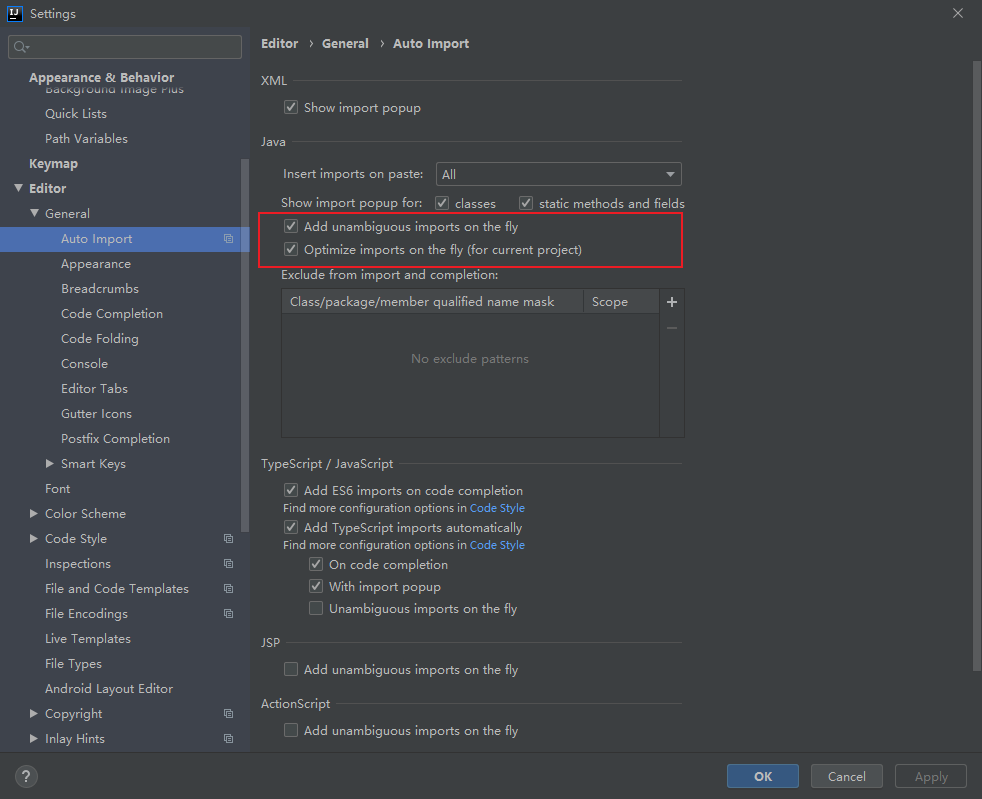 Settings
Appearance & Behavior
Background Image Plus
Quick Lists
Path Variables
Keymap
Editor
General
Auto Import
Appearance
Breadcrumbs
Code Completion
Code Folding
Console
Editor Tabs
Gutter Icons
Postfix Completion
Smart Keys
Font
Color Scheme
Code Style
Inspections
File and Code Templates
File Encodings
Live Templates
File Types
Android Layout Editor
Copyright
Inlay Hints
Editor › General › Auto Import
XML
Show import popup
Java
Insert imports on paste: All
Show import popup for: classes static methods and fields
Add unambiguous imports on the fly
Optimize imports on the fly (for current project)
Exclude from import and completion:
Class/package/member qualified name mask Scope
No exclude patterns
TypeScript / JavaScript
Add ES6 imports on code completion
Find more configuration options in Code Style
Add TypeScript imports automatically
Find more configuration options in Code Style
On code completion
With import popup
Unambiguous imports on the fly
JSP
Add unambiguous imports on the fly
ActionScript
Add unambiguous imports on the fly
? OK Cancel Apply